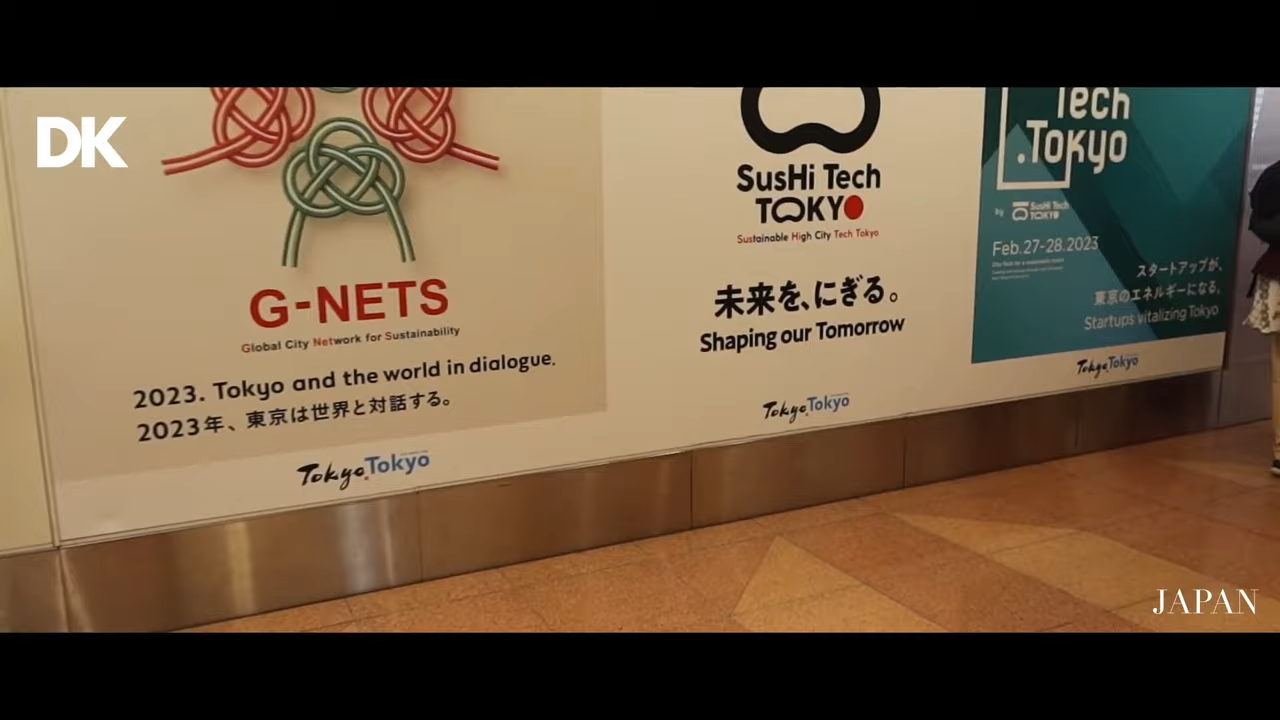 DK
G-NETS
Global City Network for Sustainability
2023. Tokyo and the world in dialogue.
2023年、東京は世界と対話する。
Tokyo Tokyo
SusHi Tech
TOKYO
Sustainable High City Tech Tokyo
未来を、にぎる。
Shaping our Tomorrow
Tokyo Tokyo
Tech
.Tokyo
by SusHi Tech
TOKYO
Feb.27-28.2023
スタートアップが、
東京のエネルギーになる。
Startups vitalizing Tokyo
Tokyo Tokyo
JAPAN